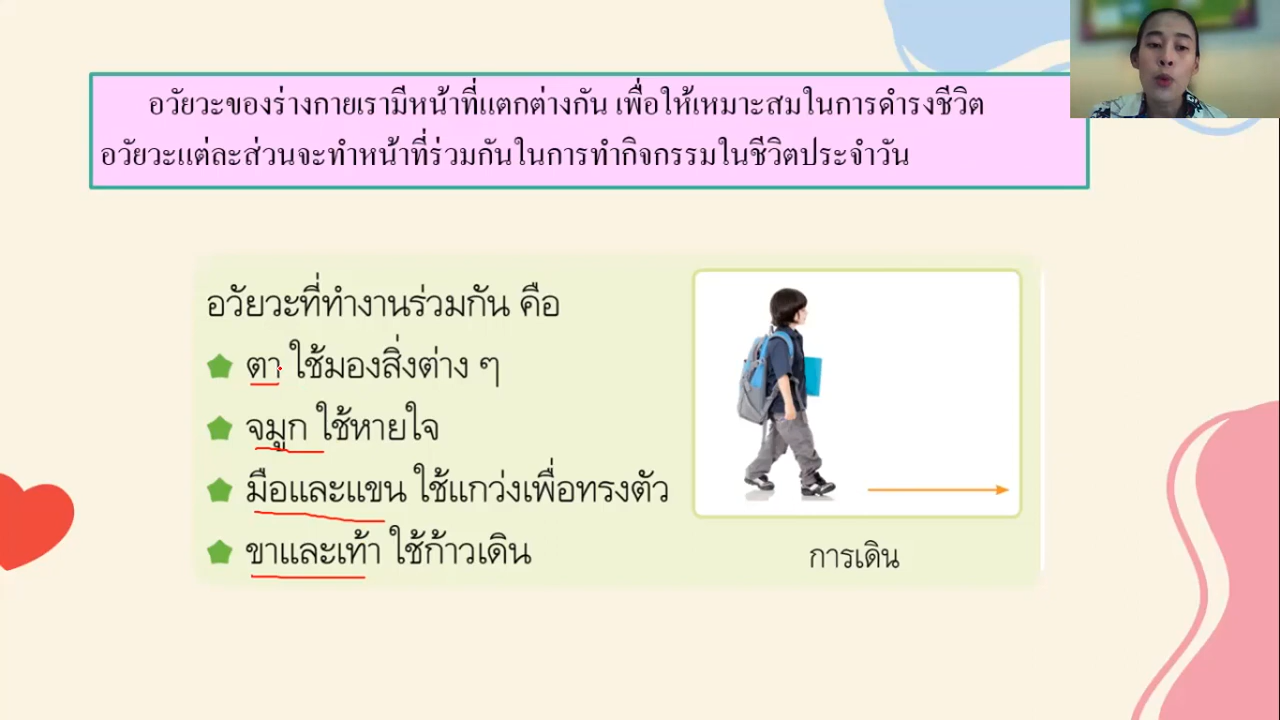 อวัยวะของร่างกายเรามีหน้าที่แตกต่างกัน เพื่อให้เหมาะสมในการดำรงชีวิต
อวัยวะแต่ละส่วนจะทำหน้าที่ร่วมกันในการทำกิจกรรมในชีวิตประจำวัน
อวัยวะที่ทำงานร่วมกัน คือ
ตา ใช้มองสิ่งต่าง ๆ
จมูก ใช้หายใจ
มือและแขน ใช้แกว่งเพื่อทรงตัว
ขาและเท้า ใช้ก้าวเดิน
การเดิน